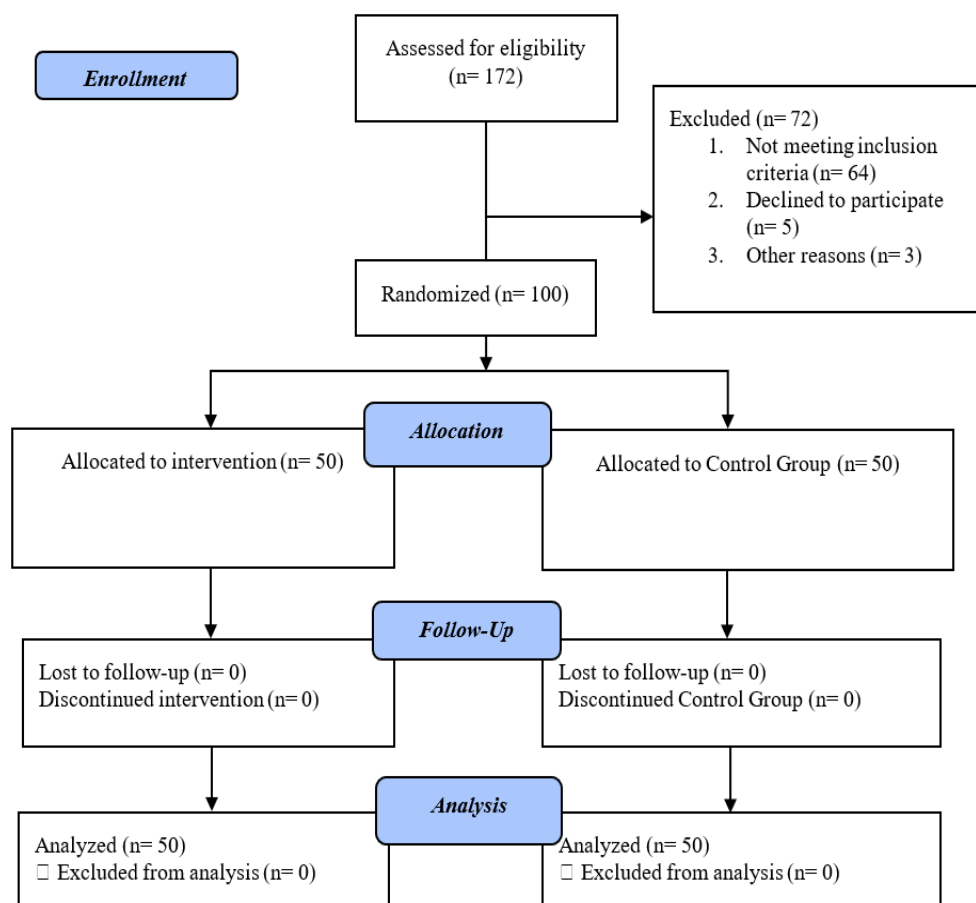 Enrollment
Assessed for eligibility
(n= 172)
Excluded (n= 72)
1. Not meeting inclusion
criteria (n= 64)
2. Declined to participate
(n= 5)
3. Other reasons (n= 3)
Randomized (n= 100)
Allocation
Allocated to intervention (n= 50)
Allocated to Control Group (n= 50)
Follow-Up
Lost to follow-up (n= 0)
Discontinued intervention (n= 0)
Lost to follow-up (n= 0)
Discontinued Control Group (n= 0)
Analysis
Analyzed (n= 50)
□ Excluded from analysis (n= 0)
Analyzed (n= 50)
□ Excluded from analysis (n= 0)